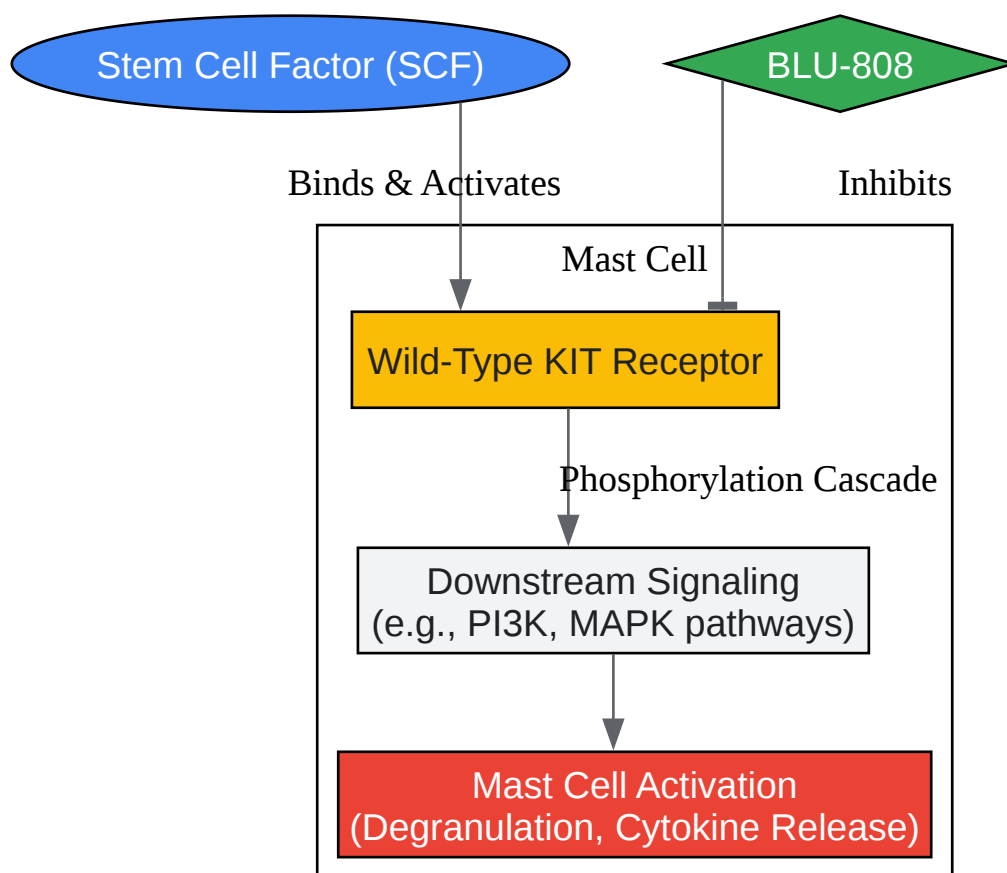 Stem Cell Factor (SCF)
BLU-808
Binds & Activates
Inhibits
Mast Cell
Wild-Type KIT Receptor
Phosphorylation Cascade
Downstream Signaling
(e.g., PI3K, MAPK pathways)
Mast Cell Activation
(Degranulation, Cytokine Release)